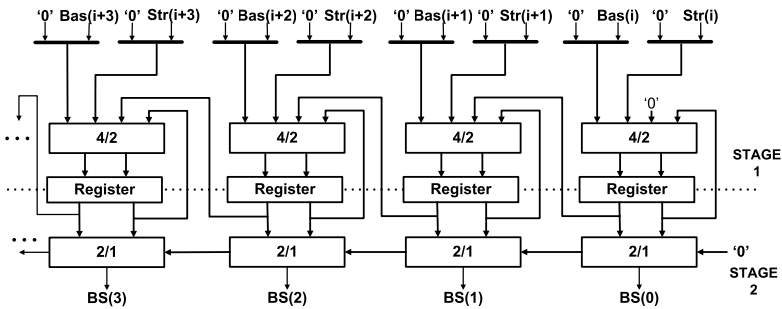 ‘0’ Bas(i+3) ‘0’ Str(i+3) ‘0’ Bas(i+2) ‘0’ Str(i+2) ‘0’ Bas(i+1) ‘0’ Str(i+1) ‘0’ Bas(i) ‘0’ Str(i)
‘0’
... 4/2 4/2 4/2 4/2
STAGE
1
Register Register Register Register
... 2/1 2/1 2/1 2/1 ‘0’
STAGE
2
BS(3) BS(2) BS(1) BS(0)